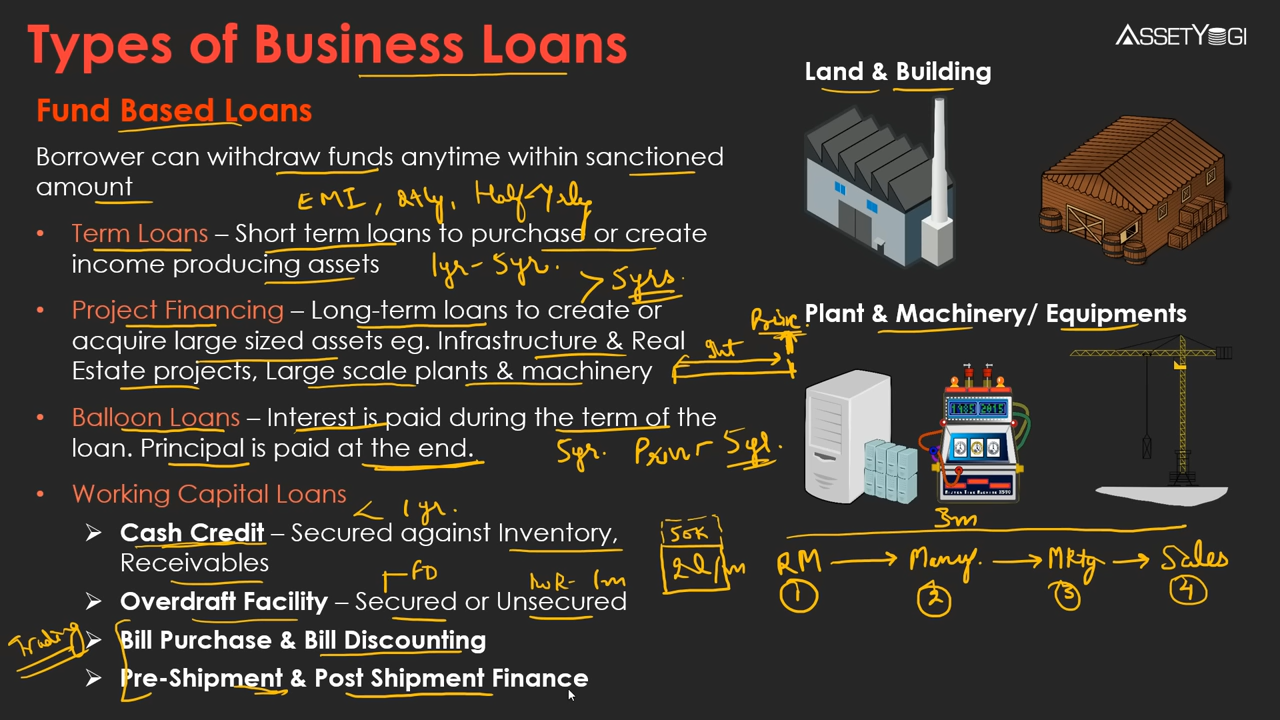 Types of Business Loans
ASSETYOGI
Fund Based Loans
Borrower can withdraw funds anytime within sanctioned
amount
EMI, Qtly, Half-Yrly
• Term Loans – Short term loans to purchase or create
income producing assets
1yr - 5yr.
> 5yrs.
• Project Financing – Long-term loans to create or
acquire large sized assets eg. Infrastructure & Real
Estate projects, Large scale plants & machinery
Int
Princ.
• Balloon Loans – Interest is paid during the term of the
loan. Principal is paid at the end.
5yr.
5yr.
• Working Capital Loans
< 1yr.
➢ Cash Credit – Secured against Inventory,
Receivables
FD
➢ Overdraft Facility – Secured or Unsecured
Trading
➢ Bill Purchase & Bill Discounting
➢ Pre-Shipment & Post Shipment Finance
Land & Building
Plant & Machinery/ Equipments
1985 2015
50K
3m
RM → Manuf. → MKtg → Sales
1 2 3 4